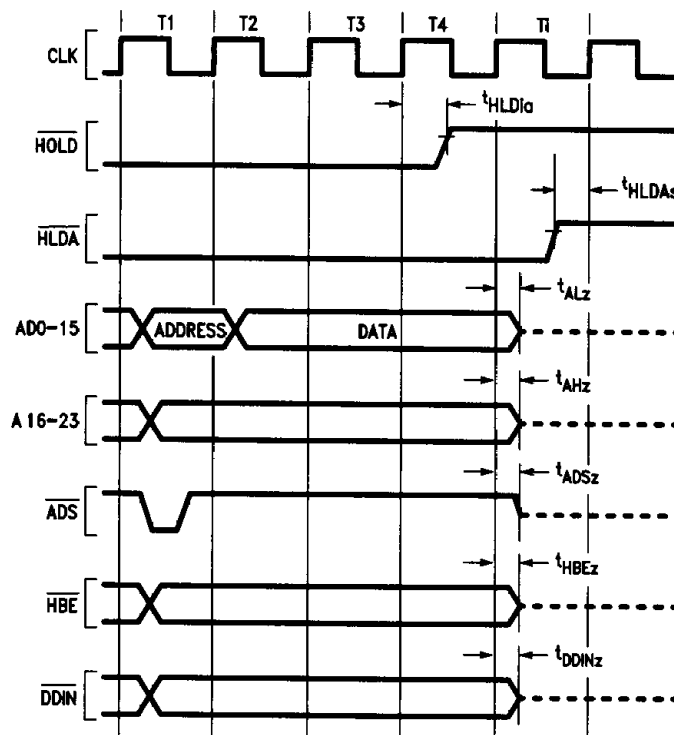 T1 T2 T3 T4 Ti
CLK
tHLDia
HOLD
tHLDAs
HLDA
tALz
AD0-15 ADDRESS DATA
tAHz
A16-23
tADSz
ADS
tHBEz
HBE
tDDINz
DDIN